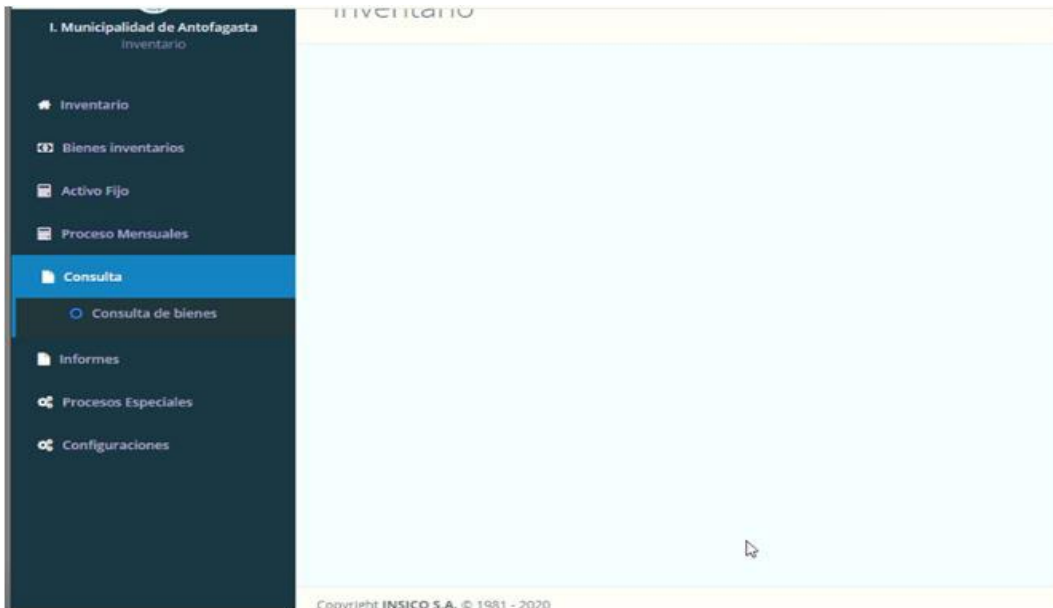 I. Municipalidad de Antofagasta
Inventario
Inventario
Inventario
Bienes inventarios
Activo Fijo
Proceso Mensuales
Consulta
Consulta de bienes
Informes
Procesos Especiales
Configuraciones
Copyright INSICO S.A. © 1981 - 2020